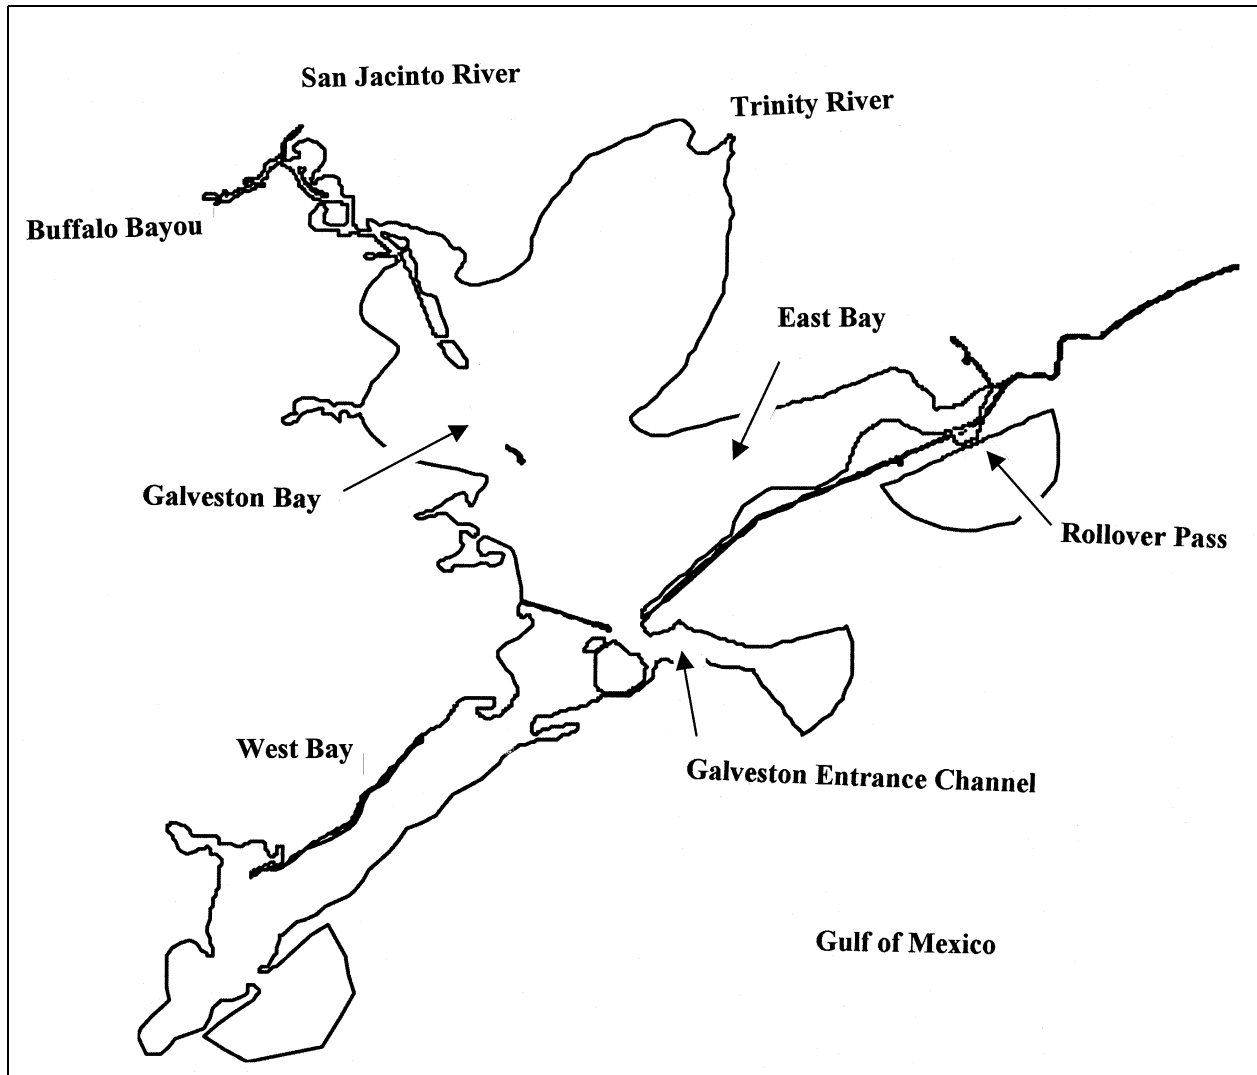 San Jacinto River
Trinity River
Buffalo Bayou
East Bay
Galveston Bay
Rollover Pass
West Bay
Galveston Entrance Channel
Gulf of Mexico